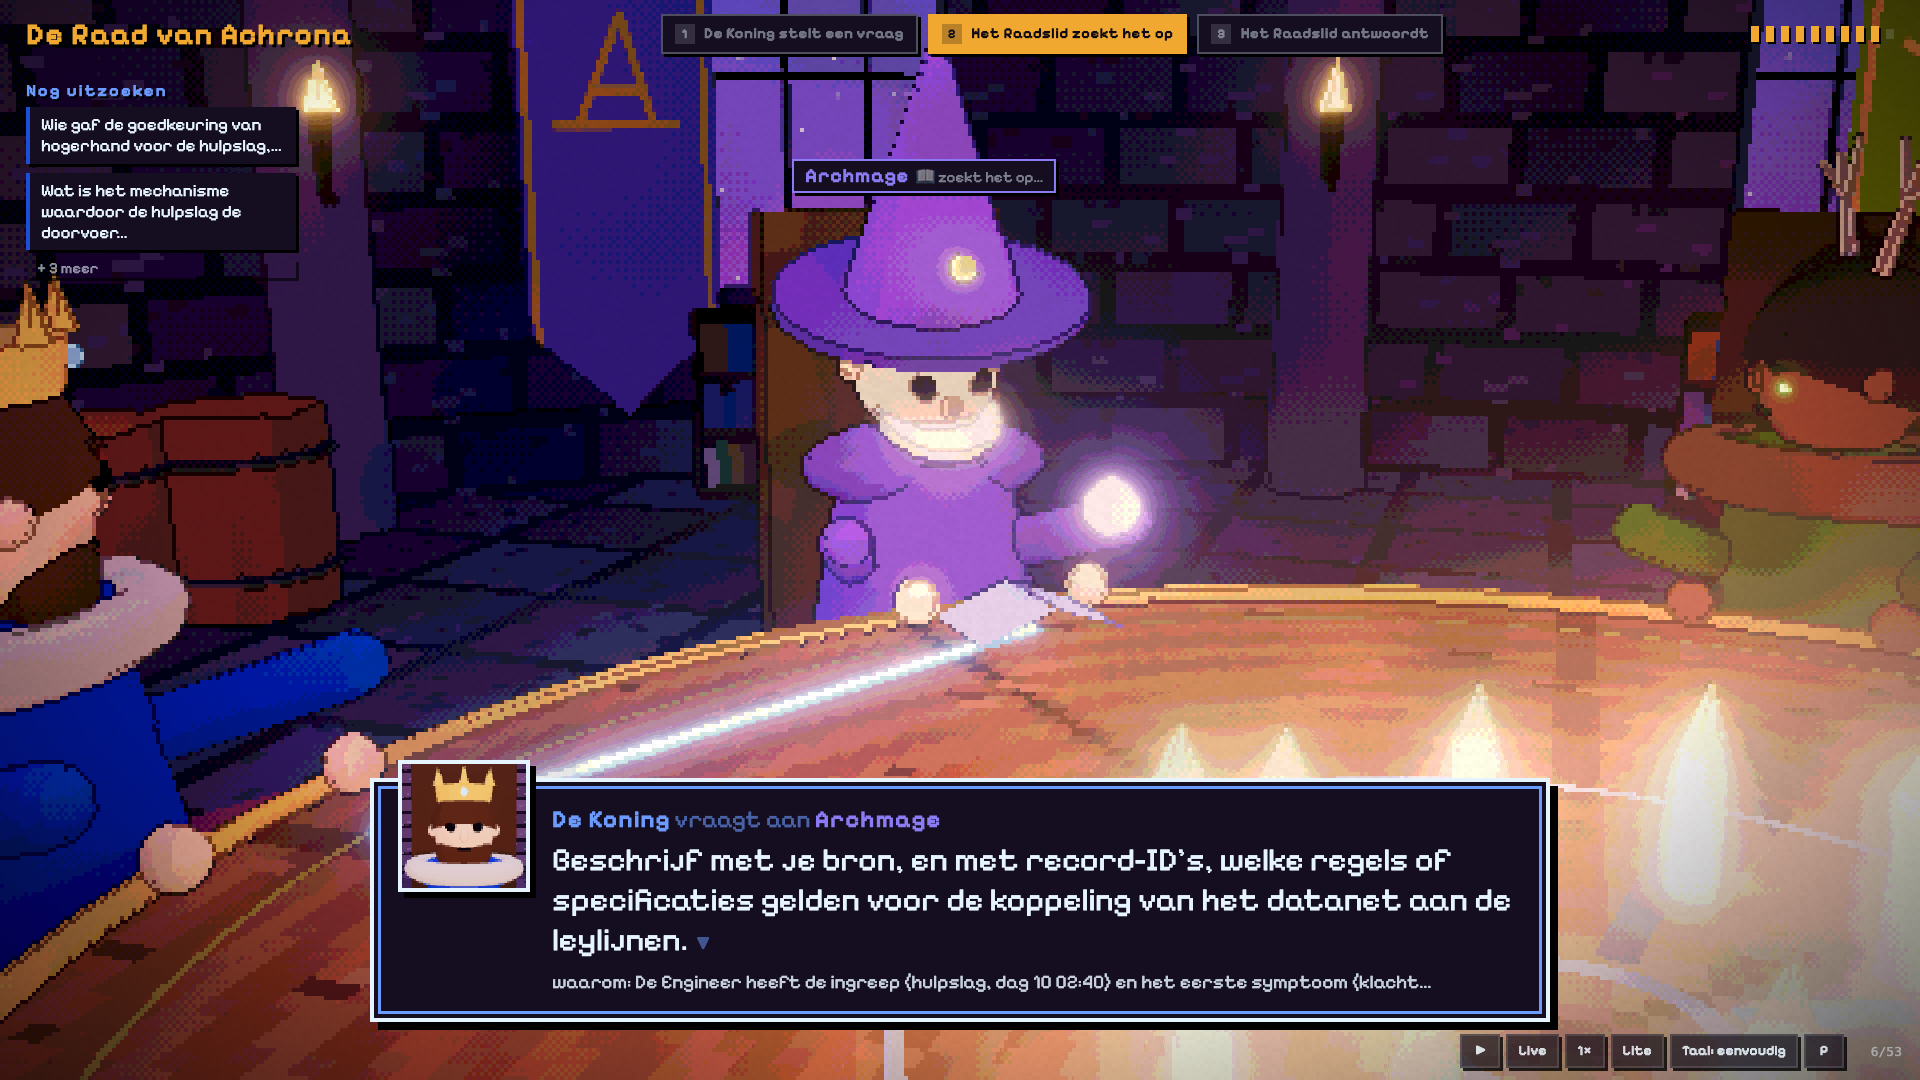 De Raad van Achrona
1 De Koning stelt een vraag
2 Het Raadslid zoekt het op
3 Het Raadslid antwoordt
Nog uitzoeken
Wie gaf de goedkeuring van
hogerhand voor de hulpslag,...
Wat is het mechanisme
waardoor de hulpslag de
doorvoer...
+ 3 meer
Archmage zoekt het op...
De Koning vraagt aan Archmage
Beschrijf met je bron, en met record-ID's, welke regels of
specificaties gelden voor de koppeling van het datanet aan de
leylijnen.
waarom: De Engineer heeft de ingreep (hulpslag, dag 10 02:40) en het eerste symptoom (klacht...
Live
1×
Lite
Taal: eenvoudig
P
6/53